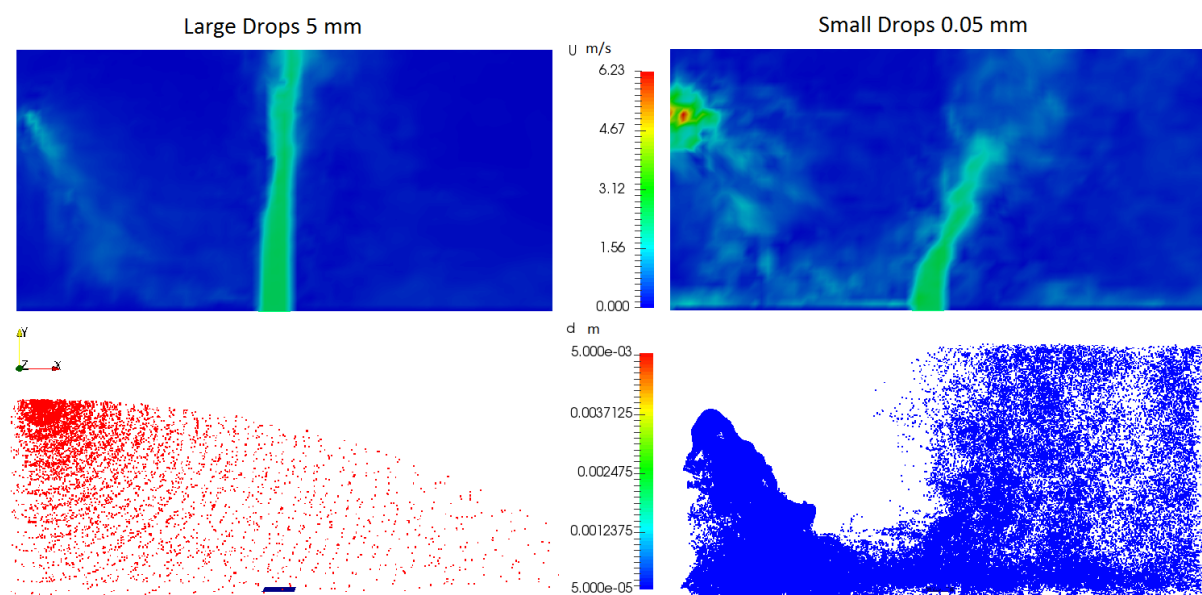 Large Drops 5 mm
Small Drops 0.05 mm
U m/s
6.23
4.67
3.12
1.56
0.000
Y
Z X
d m
5.000e-03
0.0037125
0.002475
0.0012375
5.000e-05